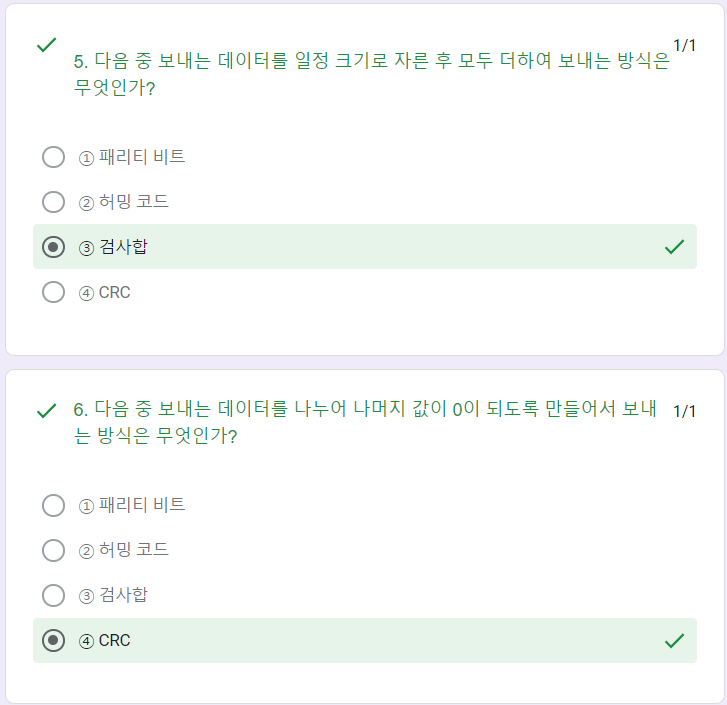 1/1
5. 다음 중 보내는 데이터를 일정 크기로 자른 후 모두 더하여 보내는 방식은
무엇인가?
① 패리티 비트
② 허밍 코드
③ 검사합
④ CRC
6. 다음 중 보내는 데이터를 나누어 나머지 값이 0이 되도록 만들어서 보내
는 방식은 무엇인가?
1/1
① 패리티 비트
② 허밍 코드
③ 검사합
④ CRC